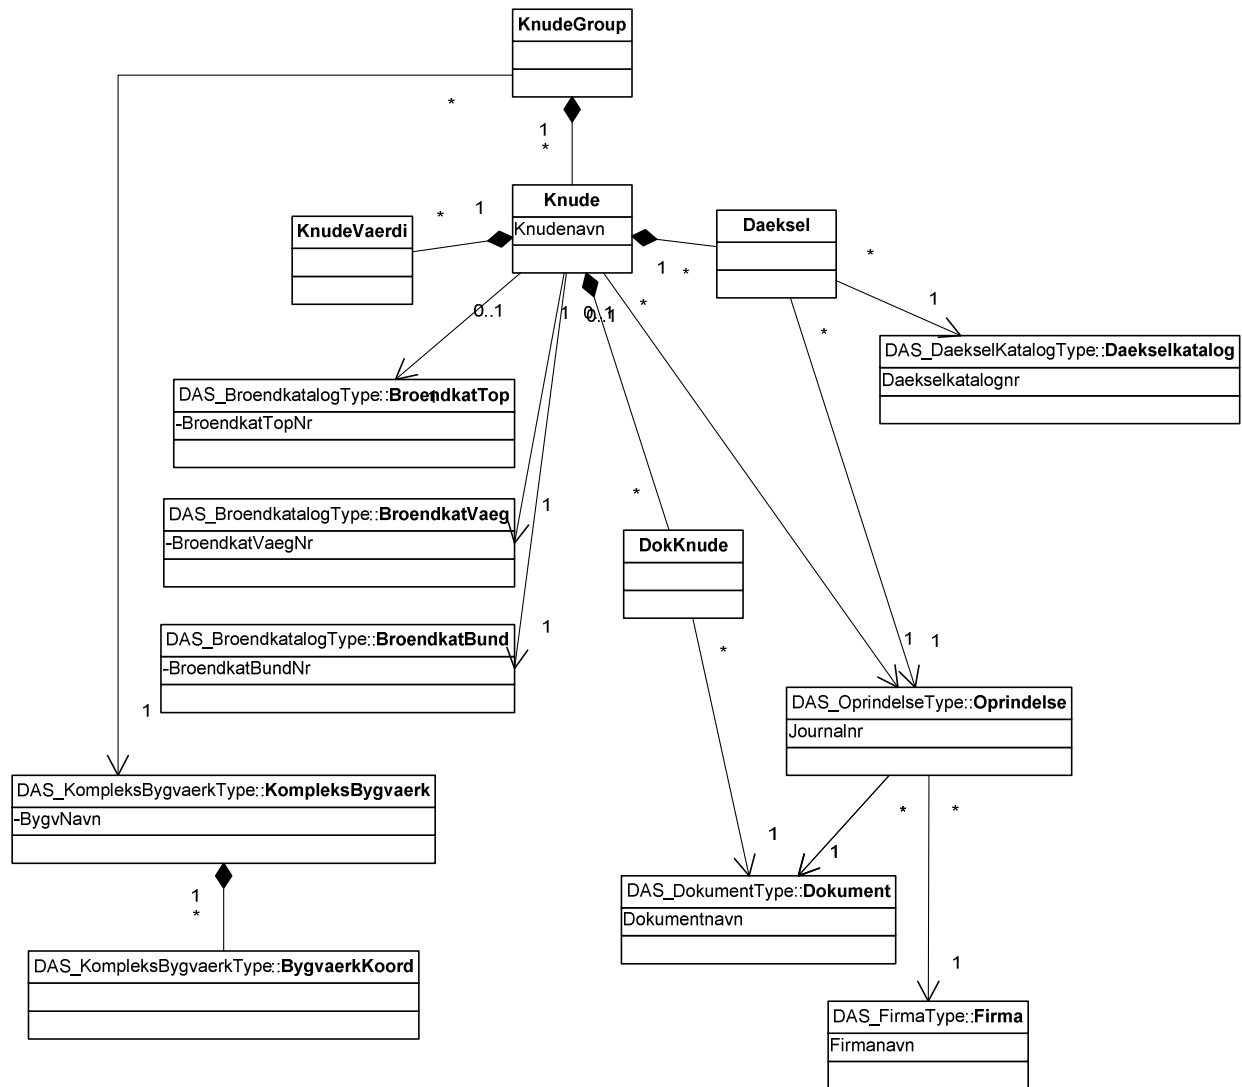 KnudeGroup
*
1
*
Knude
Knudenavn
KnudeVaerdi
*
1
Daeksel
1
*
*
1
0..1
1
0..1
*
*
DAS_DaekselKatalogType::Daekselkatalog
Daekselkatalognr
DAS_BroendkatalogType::BroendkatTop
-BroendkatTopNr
1
DAS_BroendkatalogType::BroendkatVaeg
-BroendkatVaegNr
1
*
DokKnude
DAS_BroendkatalogType::BroendkatBund
-BroendkatBundNr
1
*
1
1
DAS_OprindelseType::Oprindelse
Journalnr
1
DAS_KompleksBygvaerkType::KompleksBygvaerk
-BygvNavn
*
*
1
1
DAS_DokumentType::Dokument
Dokumentnavn
1
*
DAS_KompleksBygvaerkType::BygvaerkKoord
1
DAS_FirmaType::Firma
Firmanavn